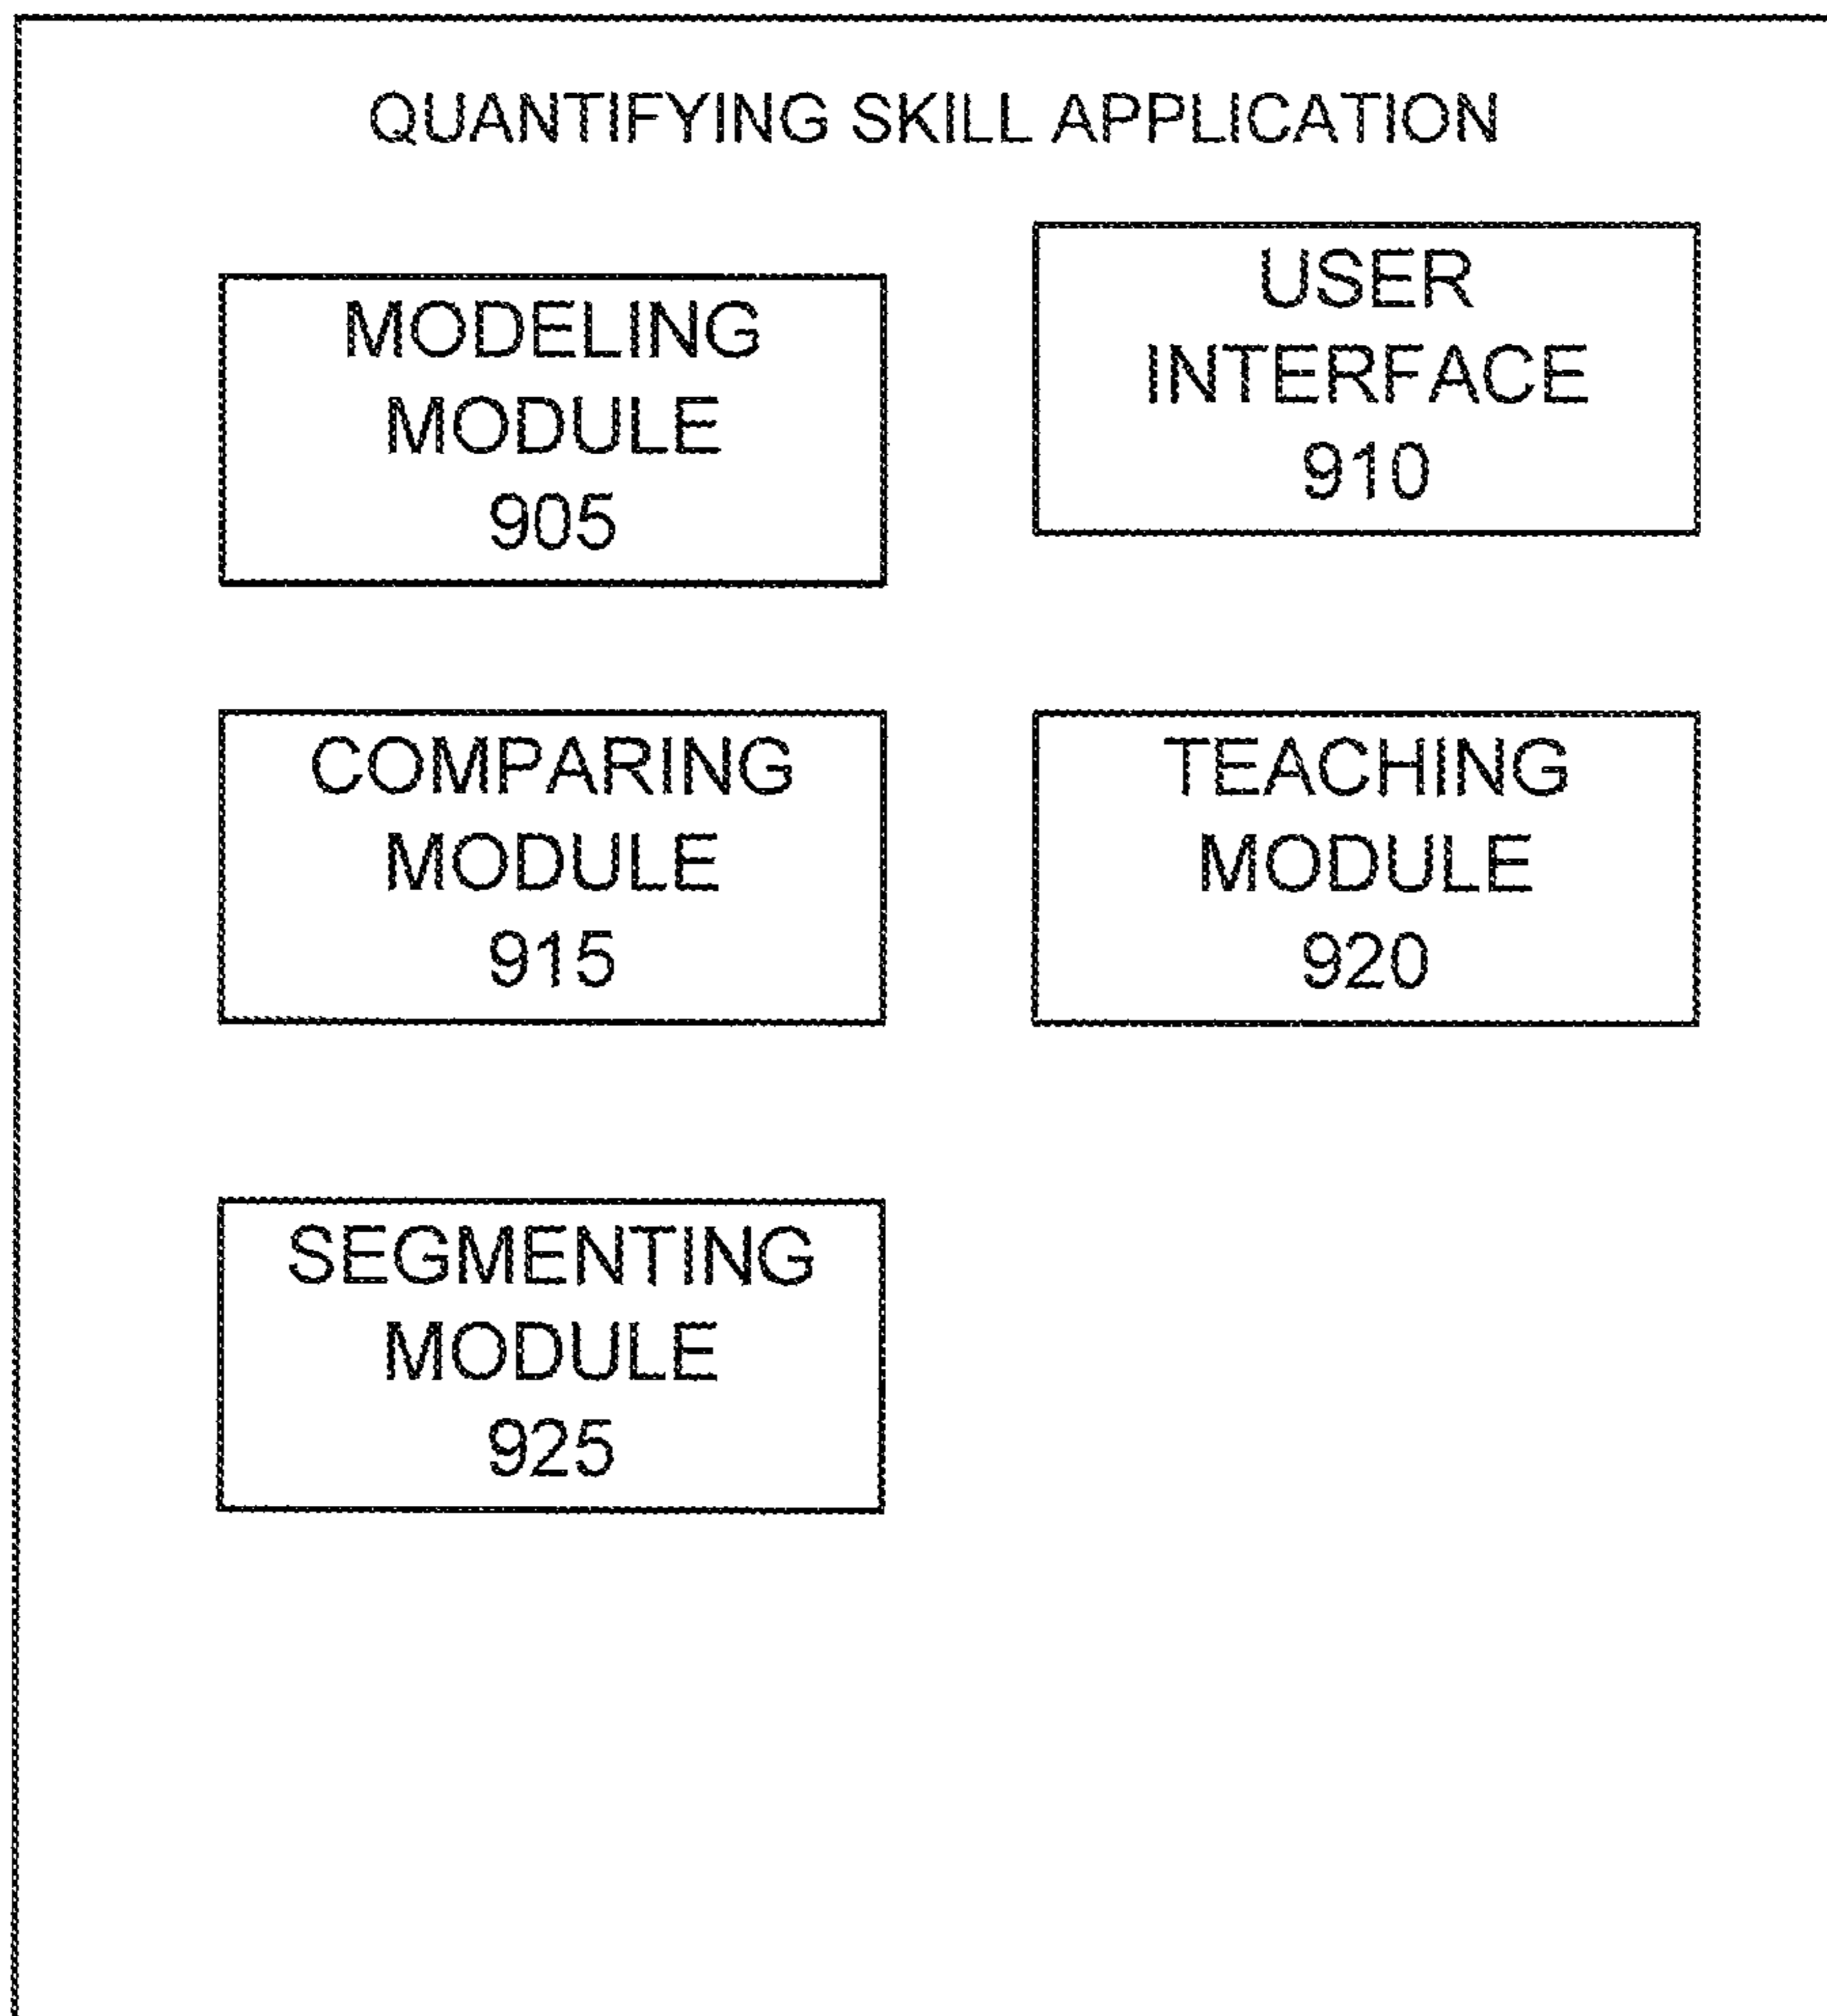 QUANTIFYING SKILL APPLICATION
MODELING
MODULE
905
USER
INTERFACE
910
COMPARING
MODULE
915
TEACHING
MODULE
920
SEGMENTING
MODULE
925